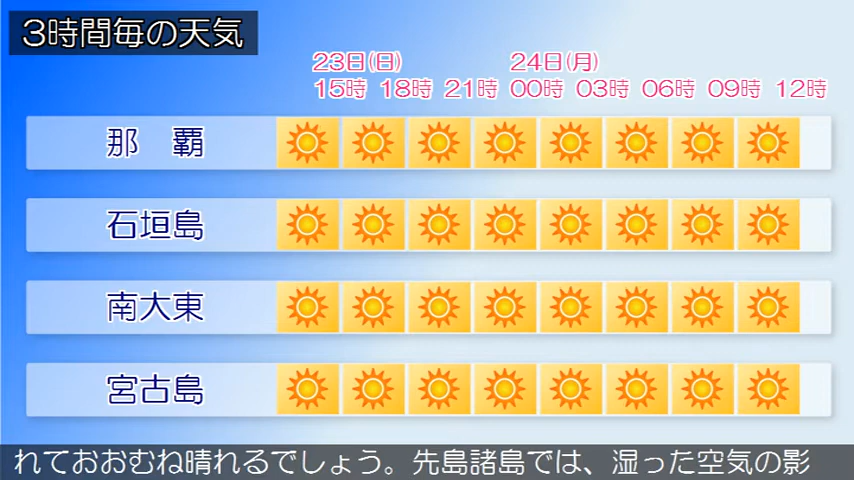 3時間毎の天気
23日(日) 24日(月)
15時 18時 21時 00時 03時 06時 09時 12時
那　覇
石垣島
南大東
宮古島
れておおむね晴れるでしょう。先島諸島では、湿った空気の影